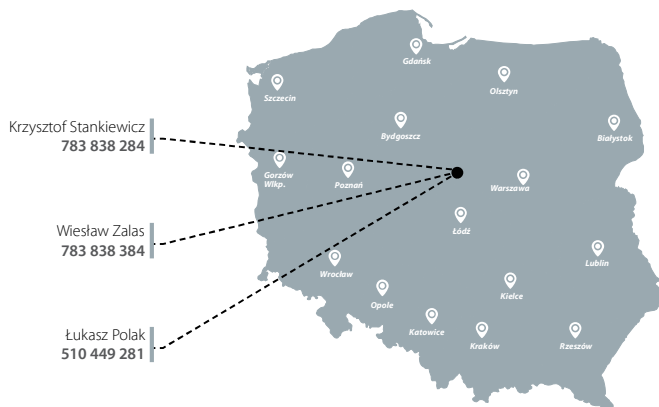 Krzysztof Stankiewicz
783 838 284
Wiesław Zalas
783 838 384
Łukasz Polak
510 449 281
Gdańsk
Olsztyn
Szczecin
Bydgoszcz
Białystok
Gorzów
Wlkp.
Poznań
Warszawa
Łódź
Lublin
Wrocław
Kielce
Opole
Katowice
Kraków
Rzeszów